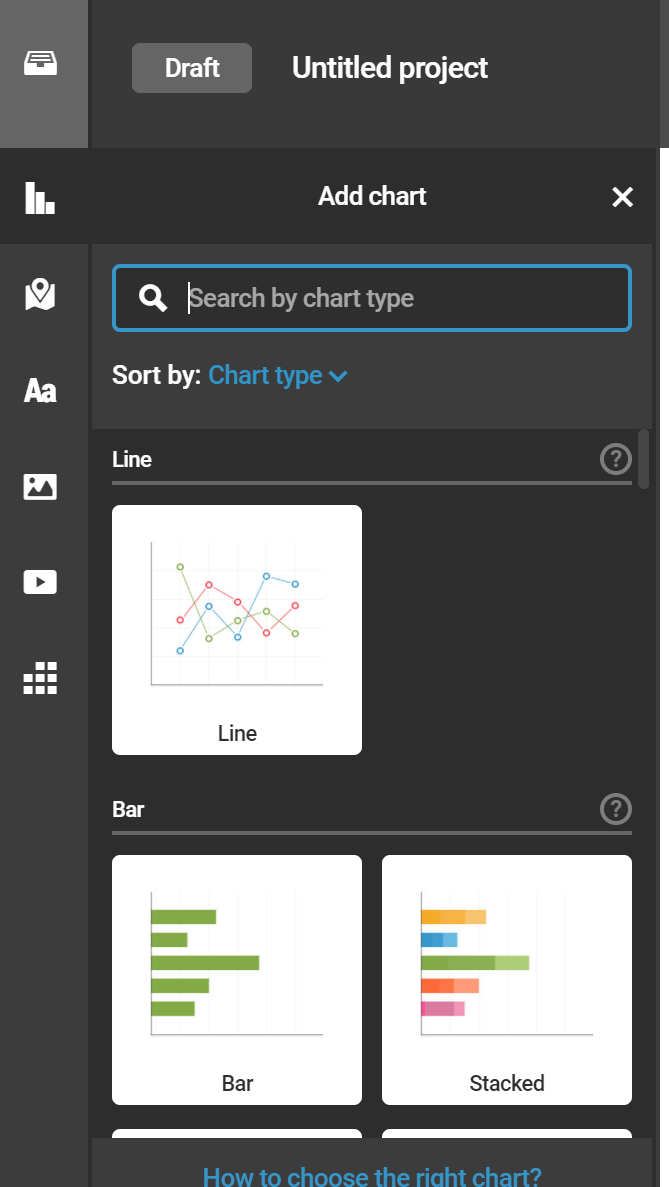 Draft
Untitled project
Add chart
Search by chart type
Sort by: Chart type
Aa
Line
?
Line
Bar
?
Bar
Stacked
How to choose the right chart?